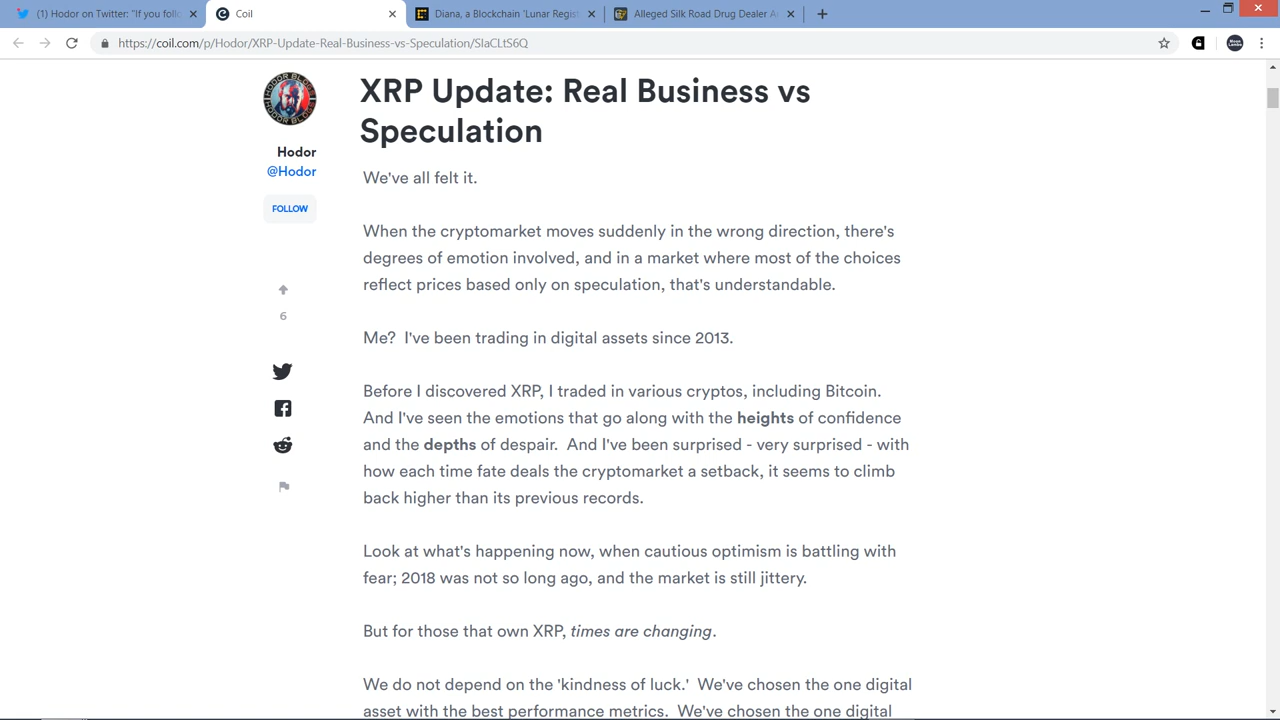 (1) Hodor on Twitter: "If you foll
Coil
Diana, a Blockchain 'Lunar Regist
Alleged Silk Road Drug Dealer A
https://coil.com/p/Hodor/XRP-Update-Real-Business-vs-Speculation/SlaCLtS6Q
XRP Update: Real Business vs
Speculation
Hodor
@Hodor
FOLLOW
6
We've all felt it.
When the cryptomarket moves suddenly in the wrong direction, there's
degrees of emotion involved, and in a market where most of the choices
reflect prices based only on speculation, that's understandable.
Me? I've been trading in digital assets since 2013.
Before I discovered XRP, I traded in various cryptos, including Bitcoin.
And I've seen the emotions that go along with the heights of confidence
and the depths of despair. And I've been surprised - very surprised - with
how each time fate deals the cryptomarket a setback, it seems to climb
back higher than its previous records.
Look at what's happening now, when cautious optimism is battling with
fear; 2018 was not so long ago, and the market is still jittery.
But for those that own XRP, times are changing.
We do not depend on the 'kindness of luck.' We've chosen the one digital
asset with the best performance metrics. We've chosen the one digital